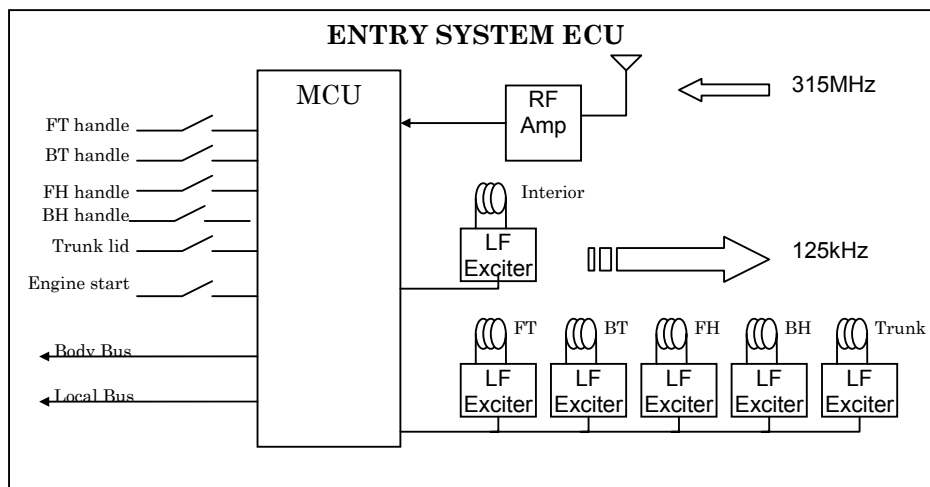 ENTRY SYSTEM ECU
MCU
RF
Amp
315MHz
FT handle
BT handle
FH handle
BH handle
Trunk lid
Engine start
Interior
LF
Exciter
125kHz
FT
BT
FH
BH
Trunk
LF
Exciter
LF
Exciter
LF
Exciter
LF
Exciter
LF
Exciter
Body Bus
Local Bus